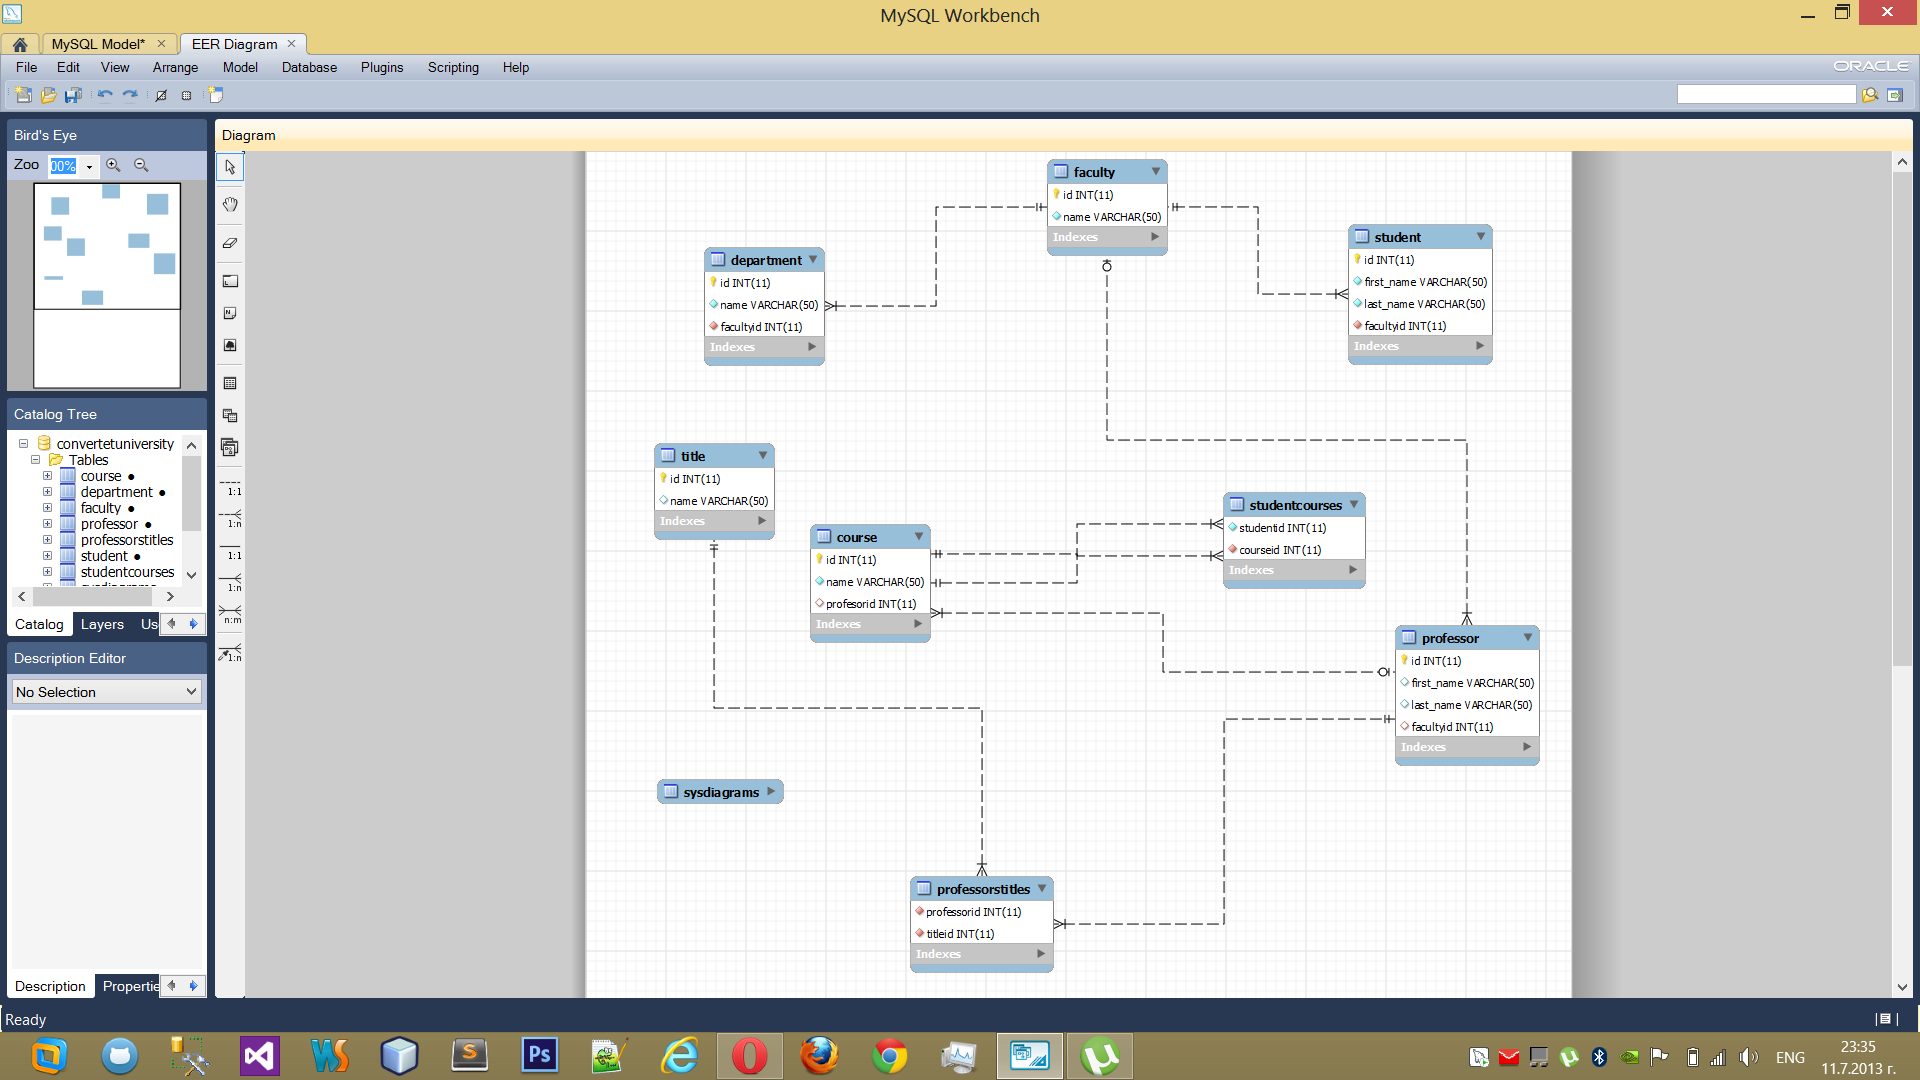 MySQL Workbench
MySQL Model*
EER Diagram
File Edit View Arrange Model Database Plugins Scripting Help
ORACLE
Bird's Eye
Zoo 00%
Diagram
Catalog Tree
convertetuniversity
Tables
course
department
faculty
professor
professorstitles
student
studentcourses
Catalog Layers Us
Description Editor
No Selection
Description Propertie
Ready
1:1
1:n
1:1
1:n
n:m
1:n
faculty
id INT(11)
name VARCHAR(50)
Indexes
student
id INT(11)
first_name VARCHAR(50)
last_name VARCHAR(50)
facultyid INT(11)
Indexes
department
id INT(11)
name VARCHAR(50)
facultyid INT(11)
Indexes
title
id INT(11)
name VARCHAR(50)
Indexes
course
id INT(11)
name VARCHAR(50)
profesorid INT(11)
Indexes
studentcourses
studentid INT(11)
courseid INT(11)
Indexes
professor
id INT(11)
first_name VARCHAR(50)
last_name VARCHAR(50)
facultyid INT(11)
Indexes
sysdiagrams
professorstitles
professorid INT(11)
titleid INT(11)
Indexes
Ps
ENG
23:35
11.7.2013 г.